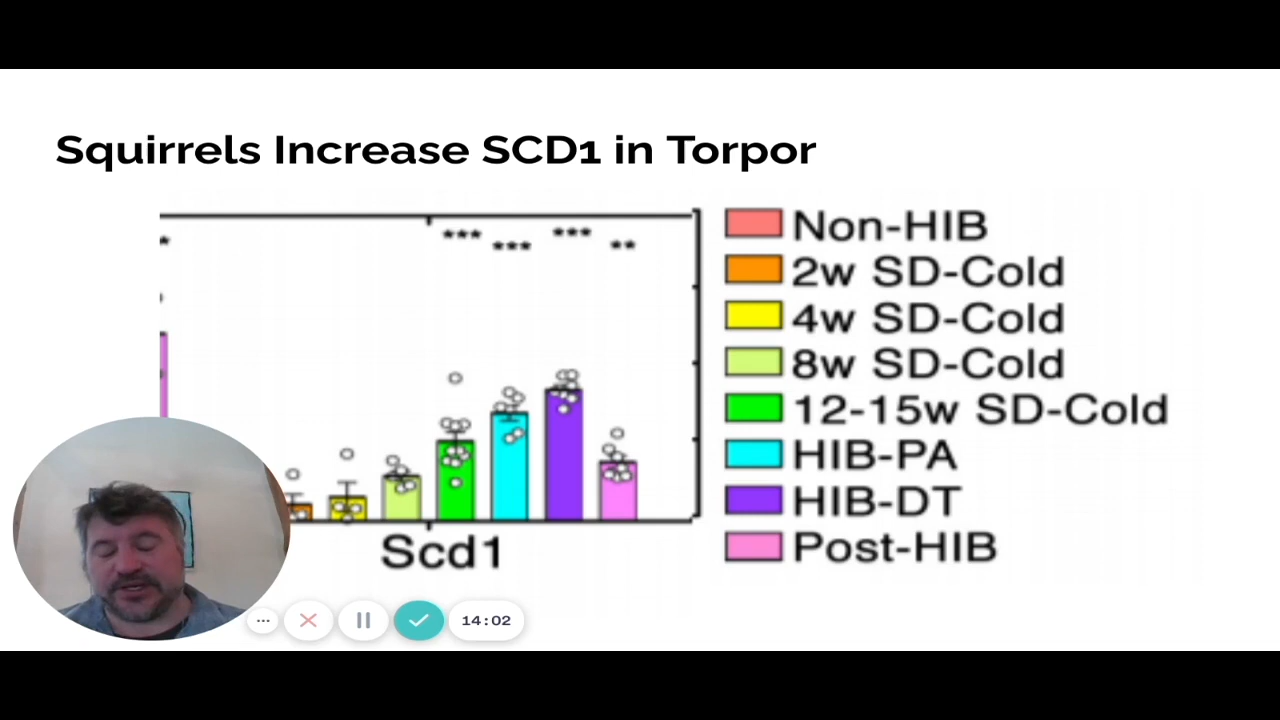 Squirrels Increase SCD1 in Torpor
*
***
***
***
**
Non-HIB
2w SD-Cold
4w SD-Cold
8w SD-Cold
12-15w SD-Cold
HIB-PA
HIB-DT
Post-HIB
Scd1
14:02